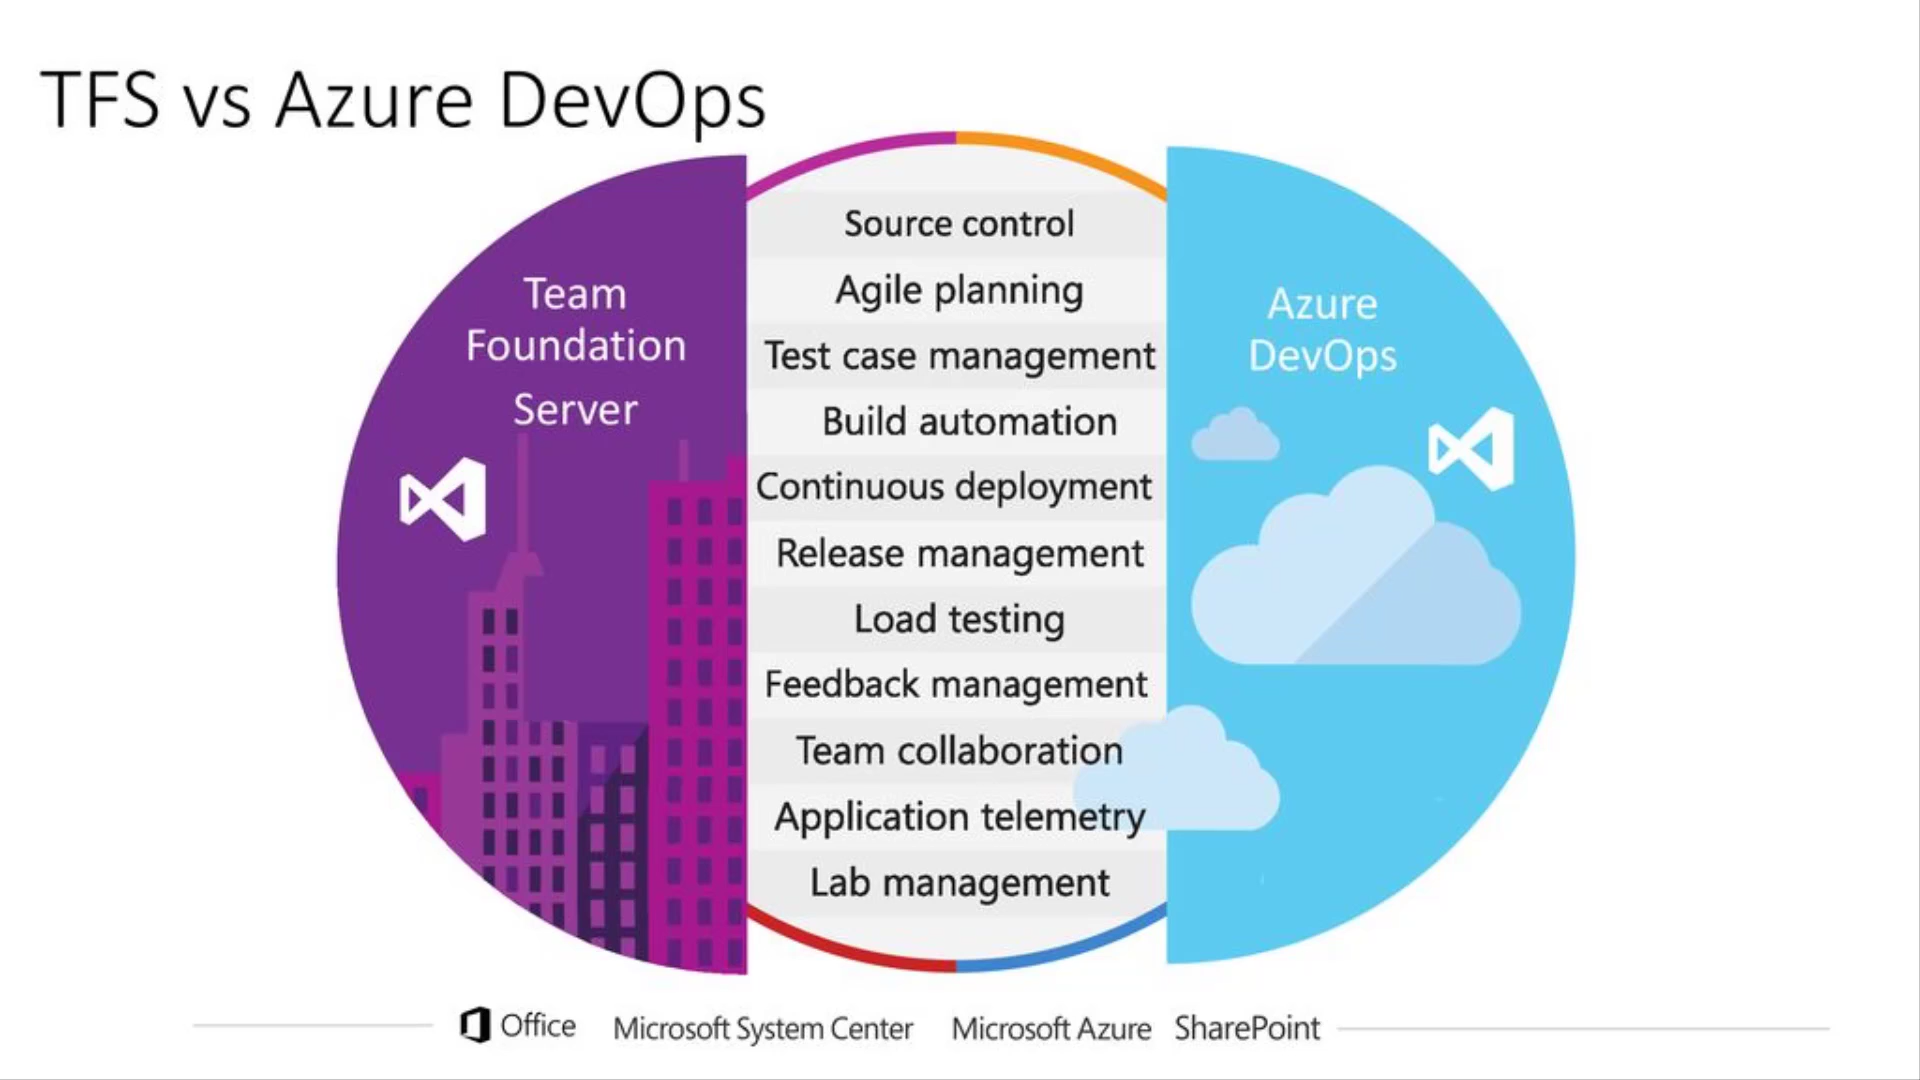 TFS vs Azure DevOps
Team
Foundation
Server
Source control
Agile planning
Test case management
Build automation
Continuous deployment
Release management
Load testing
Feedback management
Team collaboration
Application telemetry
Lab management
Azure
DevOps
Office Microsoft System Center Microsoft Azure SharePoint